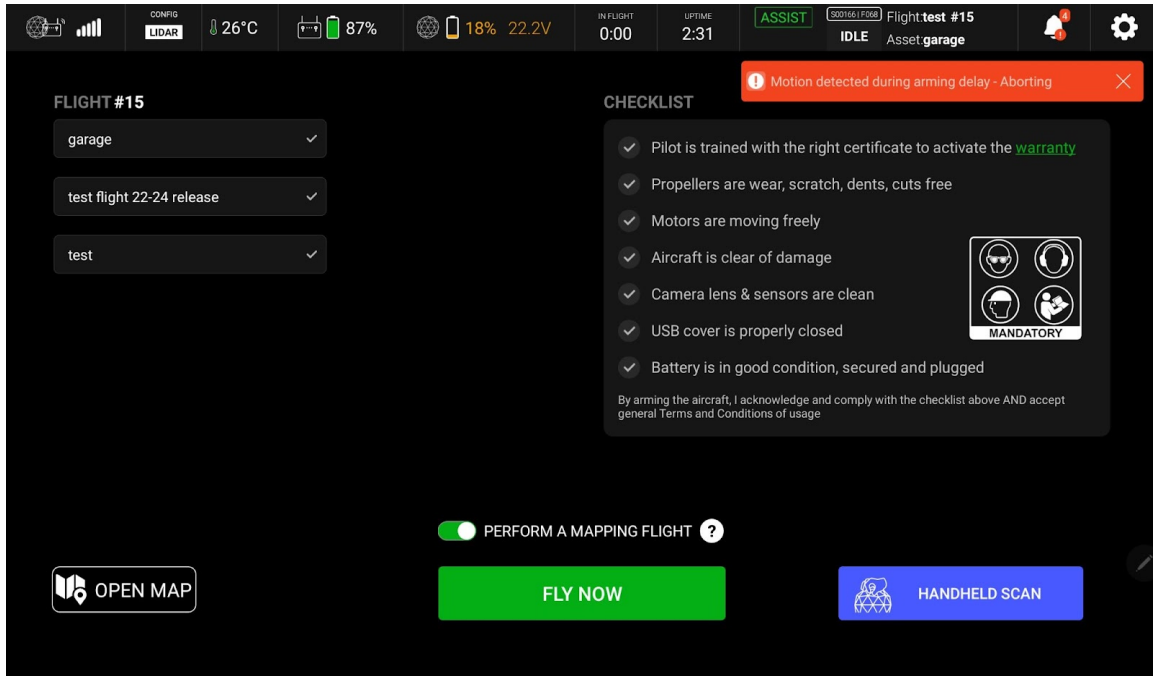 CONFIG
LIDAR
26°C
87%
18% 22.2V
IN FLIGHT
0:00
UPTIME
2:31
ASSIST
S00166 | F068
IDLE
Flight:test #15
Asset:garage
4
Motion detected during arming delay - Aborting
FLIGHT #15
garage
test flight 22-24 release
test
CHECKLIST
Pilot is trained with the right certificate to activate the warranty
Propellers are wear, scratch, dents, cuts free
Motors are moving freely
Aircraft is clear of damage
Camera lens & sensors are clean
USB cover is properly closed
Battery is in good condition, secured and plugged
MANDATORY
By arming the aircraft, I acknowledge and comply with the checklist above AND accept
general Terms and Conditions of usage
PERFORM A MAPPING FLIGHT ?
OPEN MAP
FLY NOW
HANDHELD SCAN